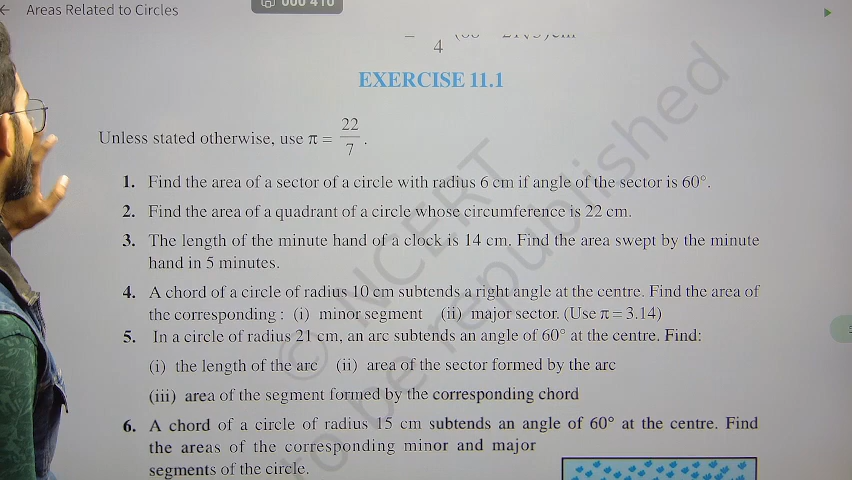 Areas Related to Circles
000 410
4
EXERCISE 11.1
Unless stated otherwise, use π = 22/7.
1. Find the area of a sector of a circle with radius 6 cm if angle of the sector is 60°.
2. Find the area of a quadrant of a circle whose circumference is 22 cm.
3. The length of the minute hand of a clock is 14 cm. Find the area swept by the minute
hand in 5 minutes.
4. A chord of a circle of radius 10 cm subtends a right angle at the centre. Find the area of
the corresponding : (i) minor segment (ii) major sector. (Use π = 3.14)
5. In a circle of radius 21 cm, an arc subtends an angle of 60° at the centre. Find:
(i) the length of the arc (ii) area of the sector formed by the arc
(iii) area of the segment formed by the corresponding chord
6. A chord of a circle of radius 15 cm subtends an angle of 60° at the centre. Find
the areas of the corresponding minor and major
segments of the circle.
© NCERT
to be republished